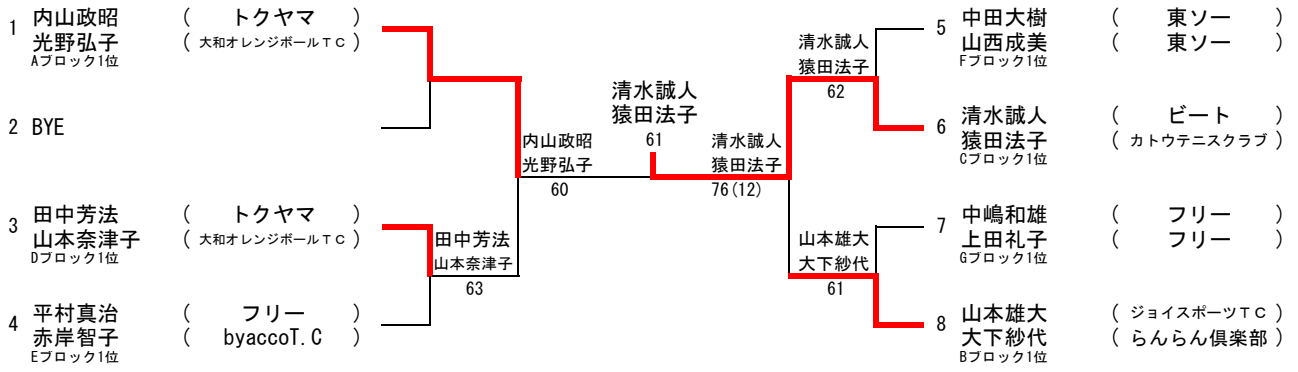 1 内山政昭 ( トクヤマ )
光野弘子 ( 大和オレンジボールTC )
Aブロック1位
2 BYE
3 田中芳法 ( トクヤマ )
山本奈津子 ( 大和オレンジボールTC )
Dブロック1位
4 平村真治 ( フリー )
赤岸智子 ( byaccoT.C )
Eブロック1位
田中芳法
山本奈津子
63
内山政昭
光野弘子
60
清水誠人
猿田法子
61
清水誠人
猿田法子
76(12)
清水誠人
猿田法子
62
山本雄大
大下紗代
61
5 中田大樹 ( 東ソー )
山西成美 ( 東ソー )
Fブロック1位
6 清水誠人 ( ビート )
猿田法子 ( カトウテニスクラブ )
Cブロック1位
7 中嶋和雄 ( フリー )
上田礼子 ( フリー )
Gブロック1位
8 山本雄大 ( ジョイスポーツTC )
大下紗代 ( らんらん倶楽部 )
Bブロック1位